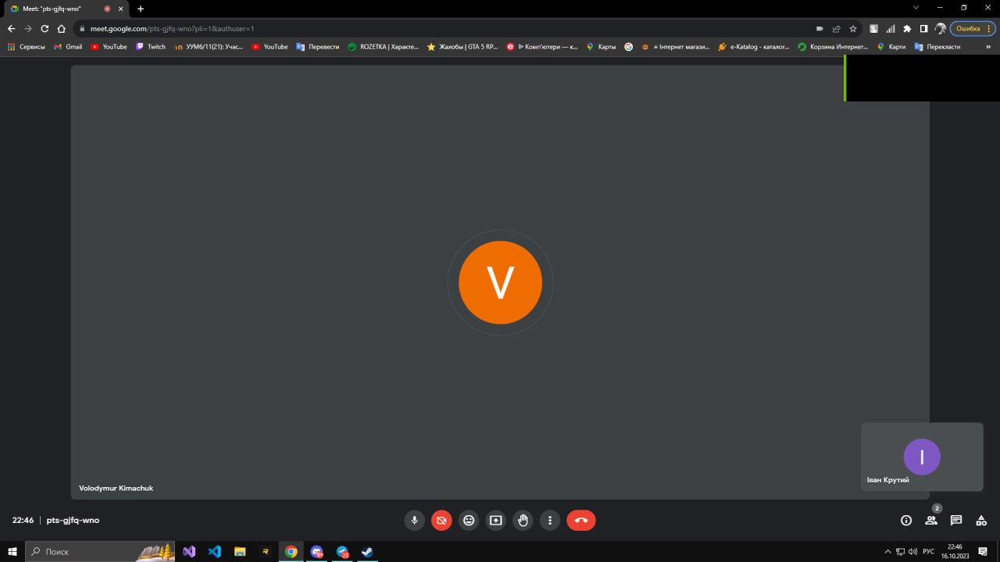 Meet: "pts-gjfq-wno"
meet.google.com/pts-gjfq-wno?pli=1&authuser=1
Ошибка
Сервисы Gmail YouTube Twitch УУМ6/11(21): Учас... YouTube Перевести ROZETKA | Характе... Жалобы | GTA 5 RP... ᐈ Комп'ютери — к... Карты ≡ Інтернет магази... e-Katalog - каталог... Корзина Интернет... Карти Перекласти »
V
I
Іван Крутий
Volodymur Kimachuk
22:46 | pts-gjfq-wno
2
Поиск
9+
25
РУС
22:46
16.10.2023